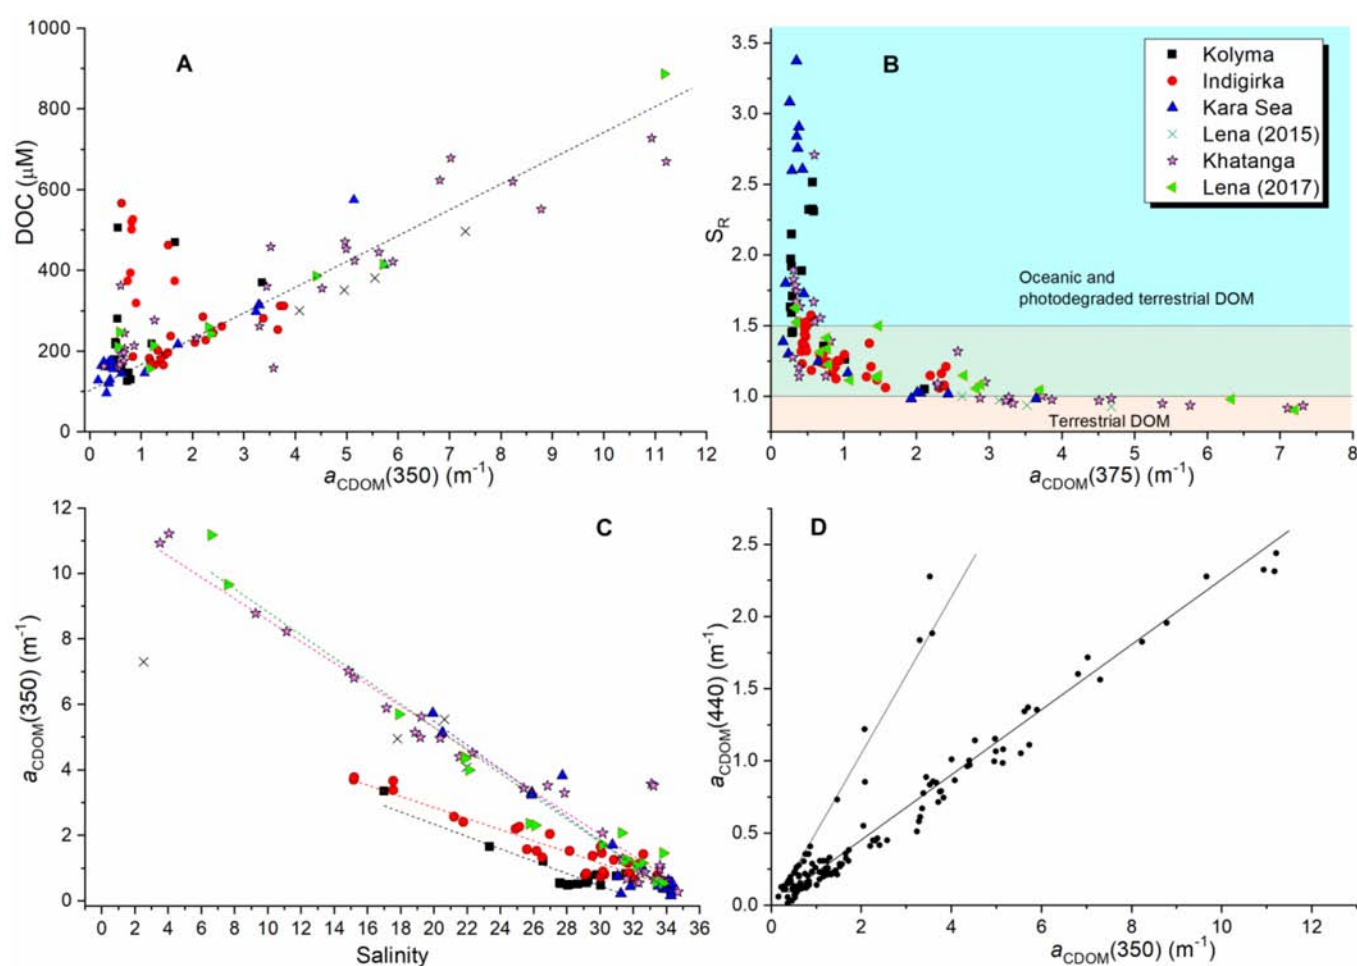 A
DOC (μM)
1000
800
600
400
200
0
0 1 2 3 4 5 6 7 8 9 10 11 12
aCDOM(350) (m⁻¹)
B
SR
3.5
3.0
2.5
2.0
1.5
1.0
Kolyma
Indigirka
Kara Sea
Lena (2015)
Khatanga
Lena (2017)
Oceanic and
photodegraded terrestrial DOM
Terrestrial DOM
0 1 2 3 4 5 6 7 8
aCDOM(375) (m⁻¹)
C
aCDOM(350) (m⁻¹)
12
10
8
6
4
2
0
0 2 4 6 8 10 12 14 16 18 20 22 24 26 28 30 32 34 36
Salinity
D
aCDOM(440) (m⁻¹)
2.5
2.0
1.5
1.0
0.5
0.0
0 2 4 6 8 10 12
aCDOM(350) (m⁻¹)